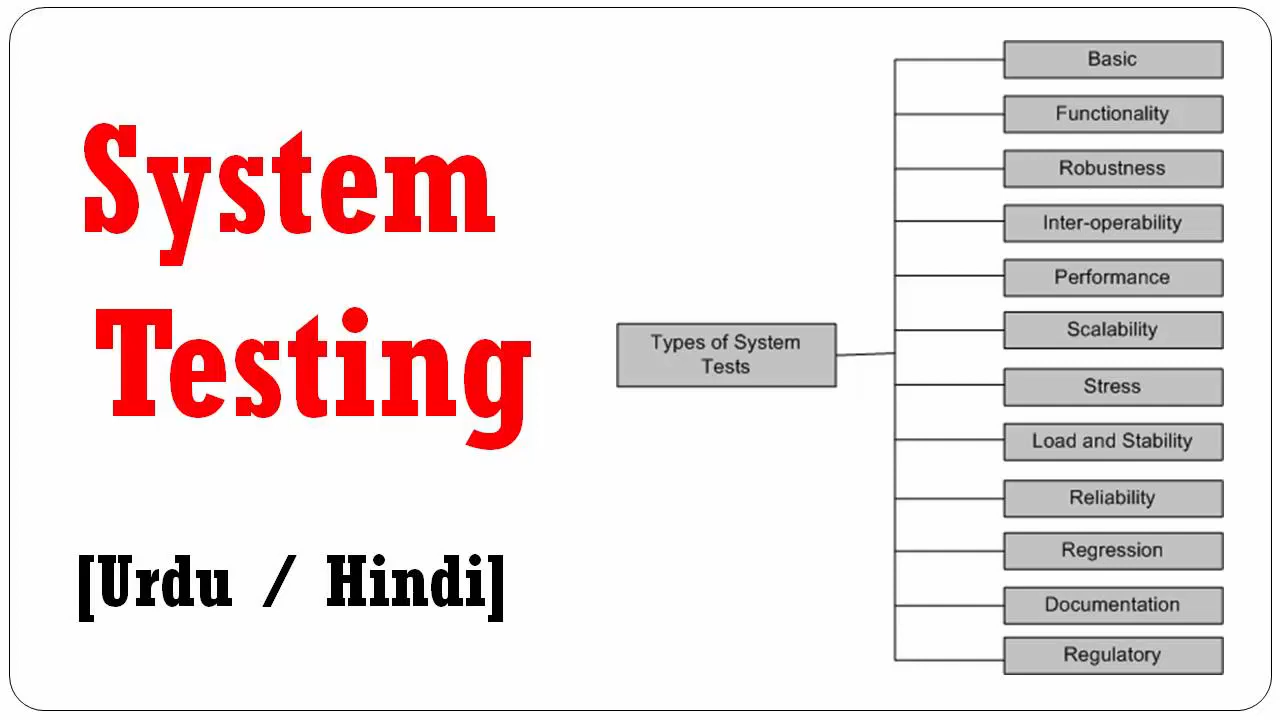 System
Testing
[Urdu / Hindi]
Types of System
Tests
Basic
Functionality
Robustness
Inter-operability
Performance
Scalability
Stress
Load and Stability
Reliability
Regression
Documentation
Regulatory